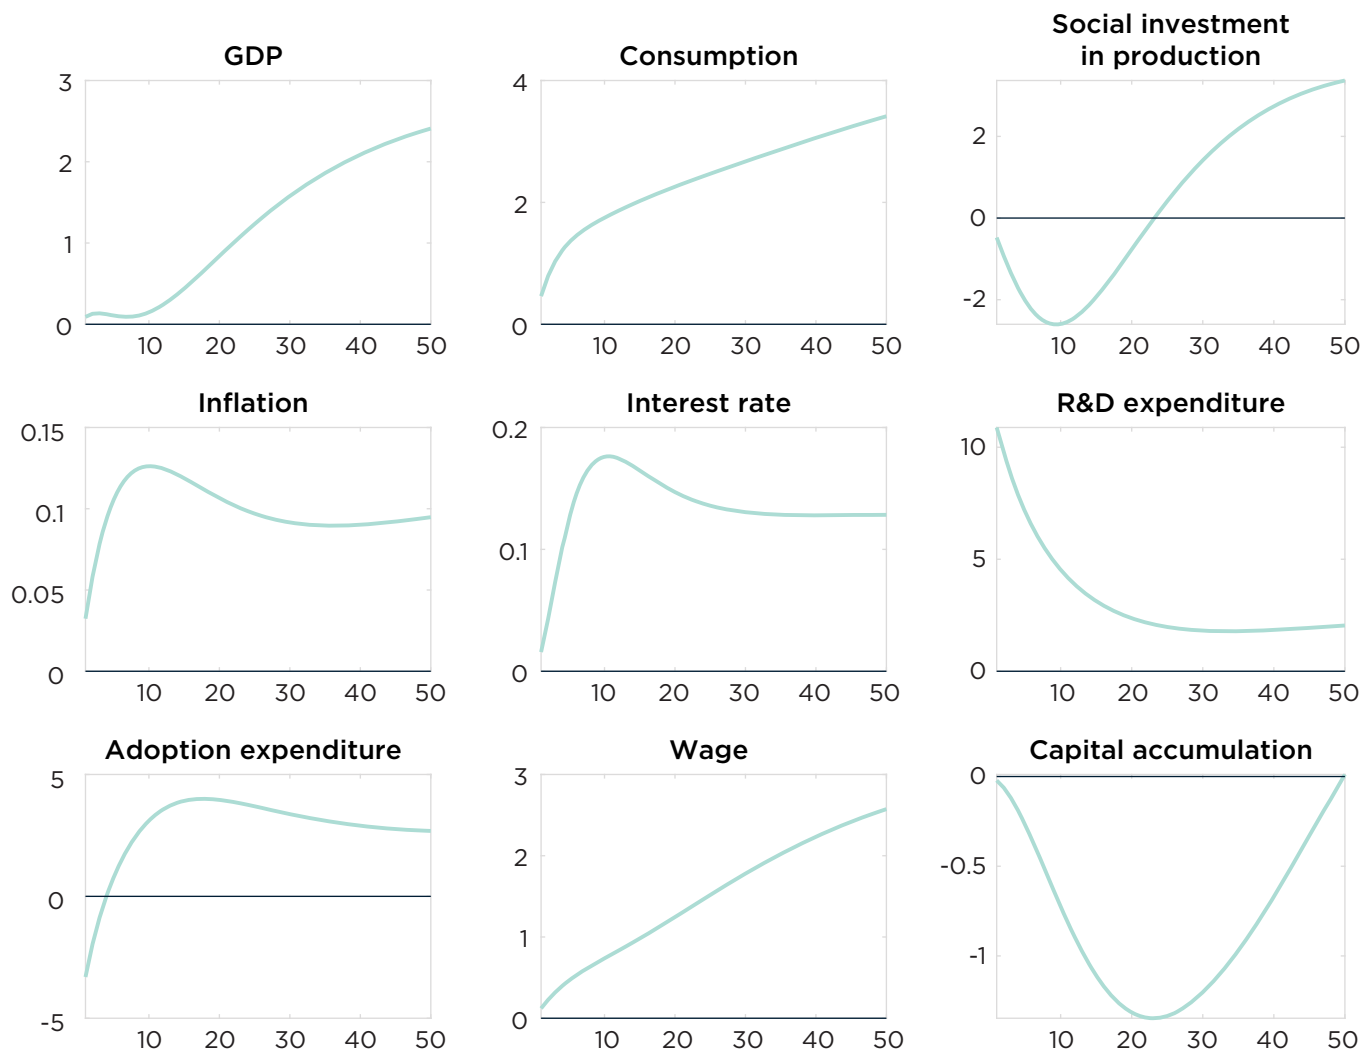 Social investment
GDP Consumption in production
3 4
2
2
2 0
1
-2
0 0
10 20 30 40 50 10 20 30 40 50 10 20 30 40 50
Inflation Interest rate R&D expenditure
0.15 0.2
10
0.1
0.1 5
0.05
0 0 0
10 20 30 40 50 10 20 30 40 50 10 20 30 40 50
Adoption expenditure Wage Capital accumulation
5 3 0
2
-0.5
0
1
-1
-5 0
10 20 30 40 50 10 20 30 40 50 10 20 30 40 50